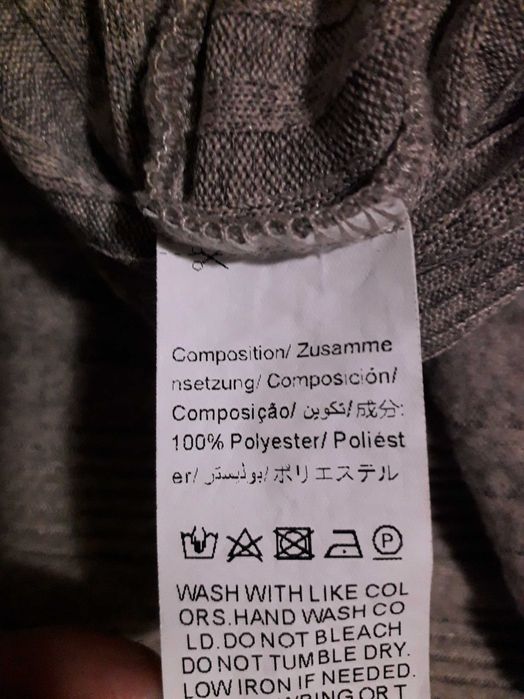 Composition/ Zusamme
nsetzung/ Composición/
Composição/ تكوين/成分:
100% Polyester/ Poliést
er/ بوليستر/ポリエステル
P
WASH WITH LIKE COL
ORS.HAND WASH CO
LD.DO NOT BLEACH
DO NOT TUMBLE DRY.
LOW IRON IF NEEDED.
OR T